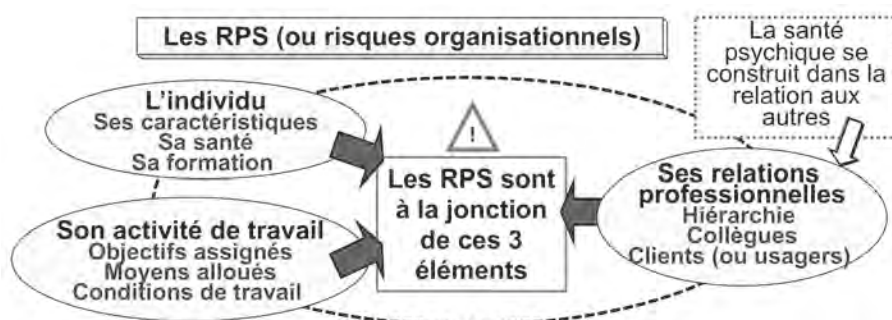 Les RPS (ou risques organisationnels)
La santé
psychique se
construit dans la
relation aux
autres
L'individu
Ses caractéristiques
Sa santé
Sa formation
!
Les RPS sont
à la jonction
de ces 3
éléments
Ses relations
professionnelles
Hiérarchie
Collègues
Clients (ou usagers)
Son activité de travail
Objectifs assignés
Moyens alloués
Conditions de travail